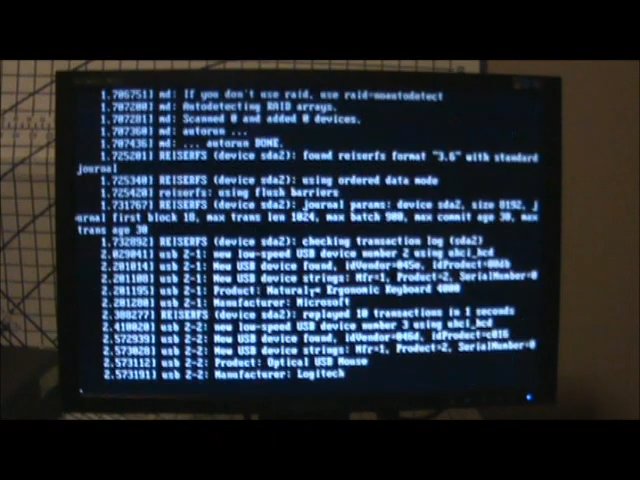 1.706751] md: If you don't use raid, use raid=noautodetect
1.707200] md: Autodetecting RAID arrays.
1.707281] md: Scanned 0 and added 0 devices.
1.707360] md: autorun ...
1.707436] md: ... autorun DONE.
1.725201] REISERFS (device sda2): found reiserfs format "3.6" with standard
journal
1.725340] REISERFS (device sda2): using ordered data mode
1.725420] reiserfs: using flush barriers
1.731767] REISERFS (device sda2): journal params: device sda2, size 8192, j
ournal first block 18, max trans len 1024, max batch 900, max commit age 30, max
trans age 30
1.732092] REISERFS (device sda2): checking transaction log (sda2)
2.029041] usb 2-1: new low-speed USB device number 2 using uhci_hcd
2.201014] usb 2-1: New USB device found, idVendor=045e,
2.201100] usb 2-1: New USB device strings: Mfr=1, Product=2, SerialNumber=0
2.201195] usb 2-1: Product: Natural® Ergonomic Keyboard 4000
2.201280] usb 2-1: Manufacturer: Microsoft
2.300277] REISERFS (device sda2): replayed 10 transactions in 1 seconds
2.410020] usb 2-2: new low-speed USB device number 3 using uhci_hcd
2.572939] usb 2-2: New USB device found, idVendor=046d, idProduct=c016
2.573028] usb 2-2: New USB device strings: Mfr=1, Product=2, SerialNumber=0
2.573112] usb 2-2: Product: Optical USB Mouse
2.573191] usb 2-2: Manufacturer: Logitech